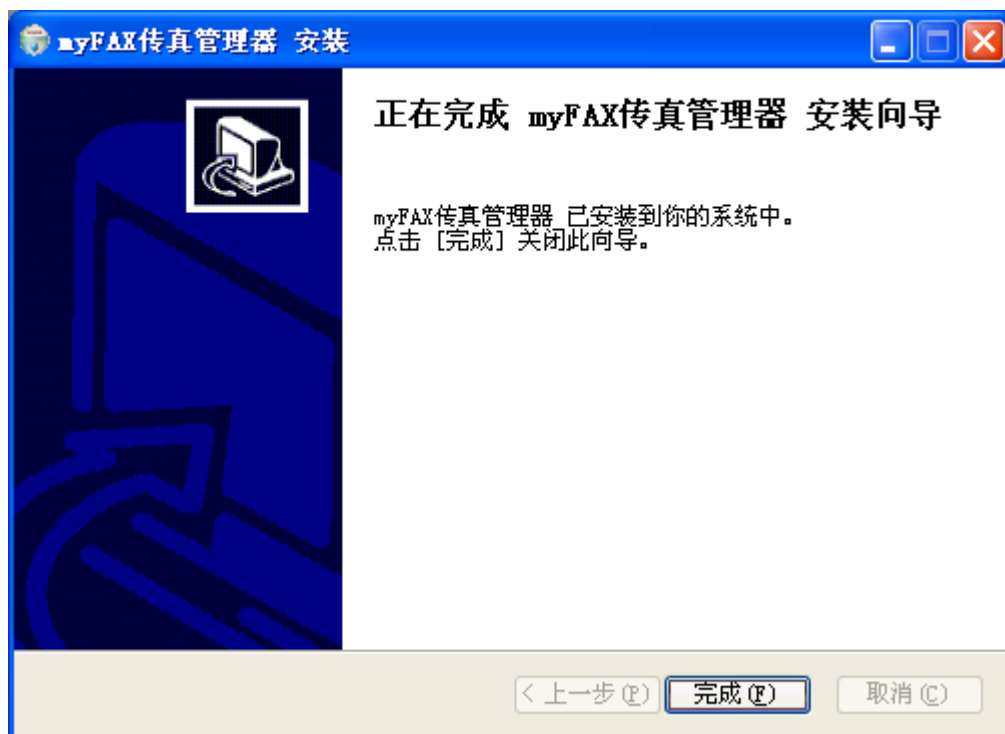 myFAX传真管理器 安装
正在完成 myFAX传真管理器 安装向导
myFAX传真管理器 已安装到你的系统中。
点击 [完成] 关闭此向导。
< 上一步(P) 完成(F) 取消(C)